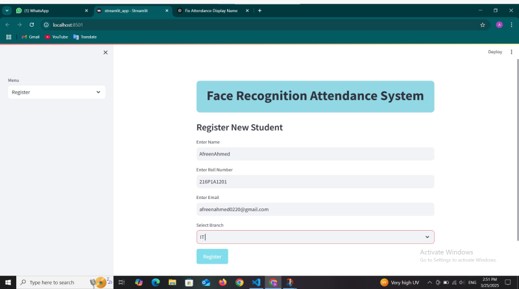 (1) WhatsApp
streamlit_app · Streamlit
Fix Attendance Display Name
localhost:8501
Gmail
YouTube
Translate
Deploy
Menu
Register
Face Recognition Attendance System
Register New Student
Enter Name
AfreenAhmed
Enter Roll Number
216P1A1201
Enter Email
afreenahmed0220@gmail.com
Select Branch
IT
Register
Activate Windows
Go to Settings to activate Windows.
Type here to search
Very high UV
ENG
2:51 PM
3/25/2025